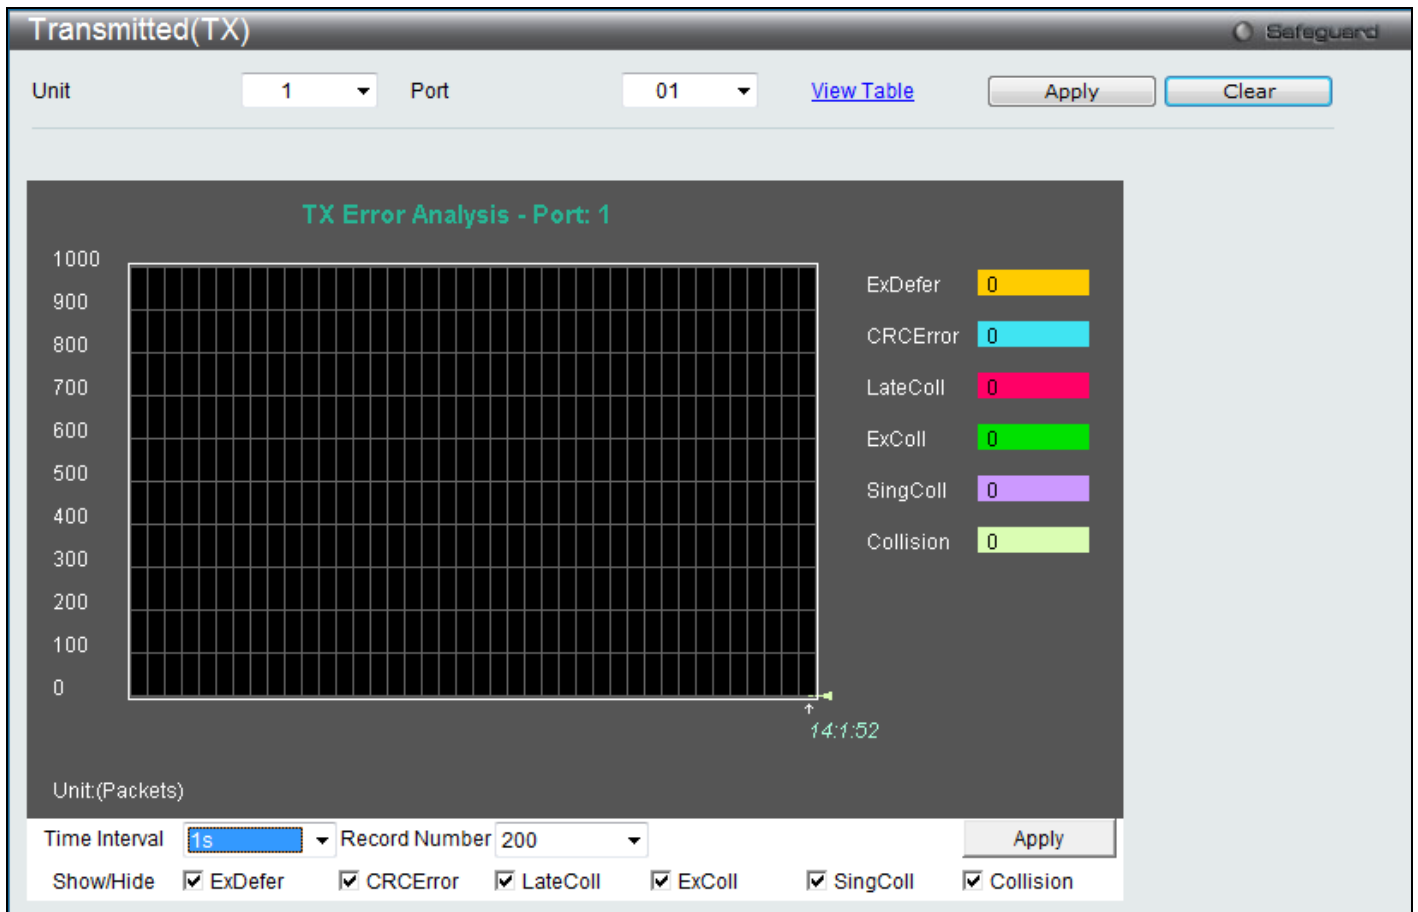 Transmitted(TX)
Safeguard
Unit 1 Port 01 View Table Apply Clear
TX Error Analysis - Port: 1
1000
900
800
700
600
500
400
300
200
100
0
ExDefer 0
CRCError 0
LateColl 0
ExColl 0
SingColl 0
Collision 0
14:1:52
Unit:(Packets)
Time Interval 1s Record Number 200 Apply
Show/Hide ExDefer CRCError LateColl ExColl SingColl Collision